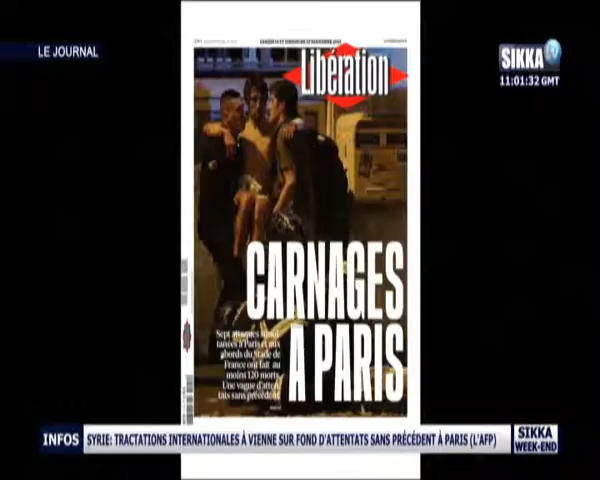 LE JOURNAL
SIKKA TV
11:01:32 GMT
Libération
CARNAGES
A PARIS
Sept attaques simul-
tanées à Paris et aux
abords du Stade de
France ont fait au
moins 120 morts.
Une vague d'atten-
tats sans précédent.
INFOS
SYRIE: TRACTATIONS INTERNATIONALES À VIENNE SUR FOND D'ATTENTATS SANS PRÉCÉDENT À PARIS (L'AFP)
SIKKA
WEEK-END